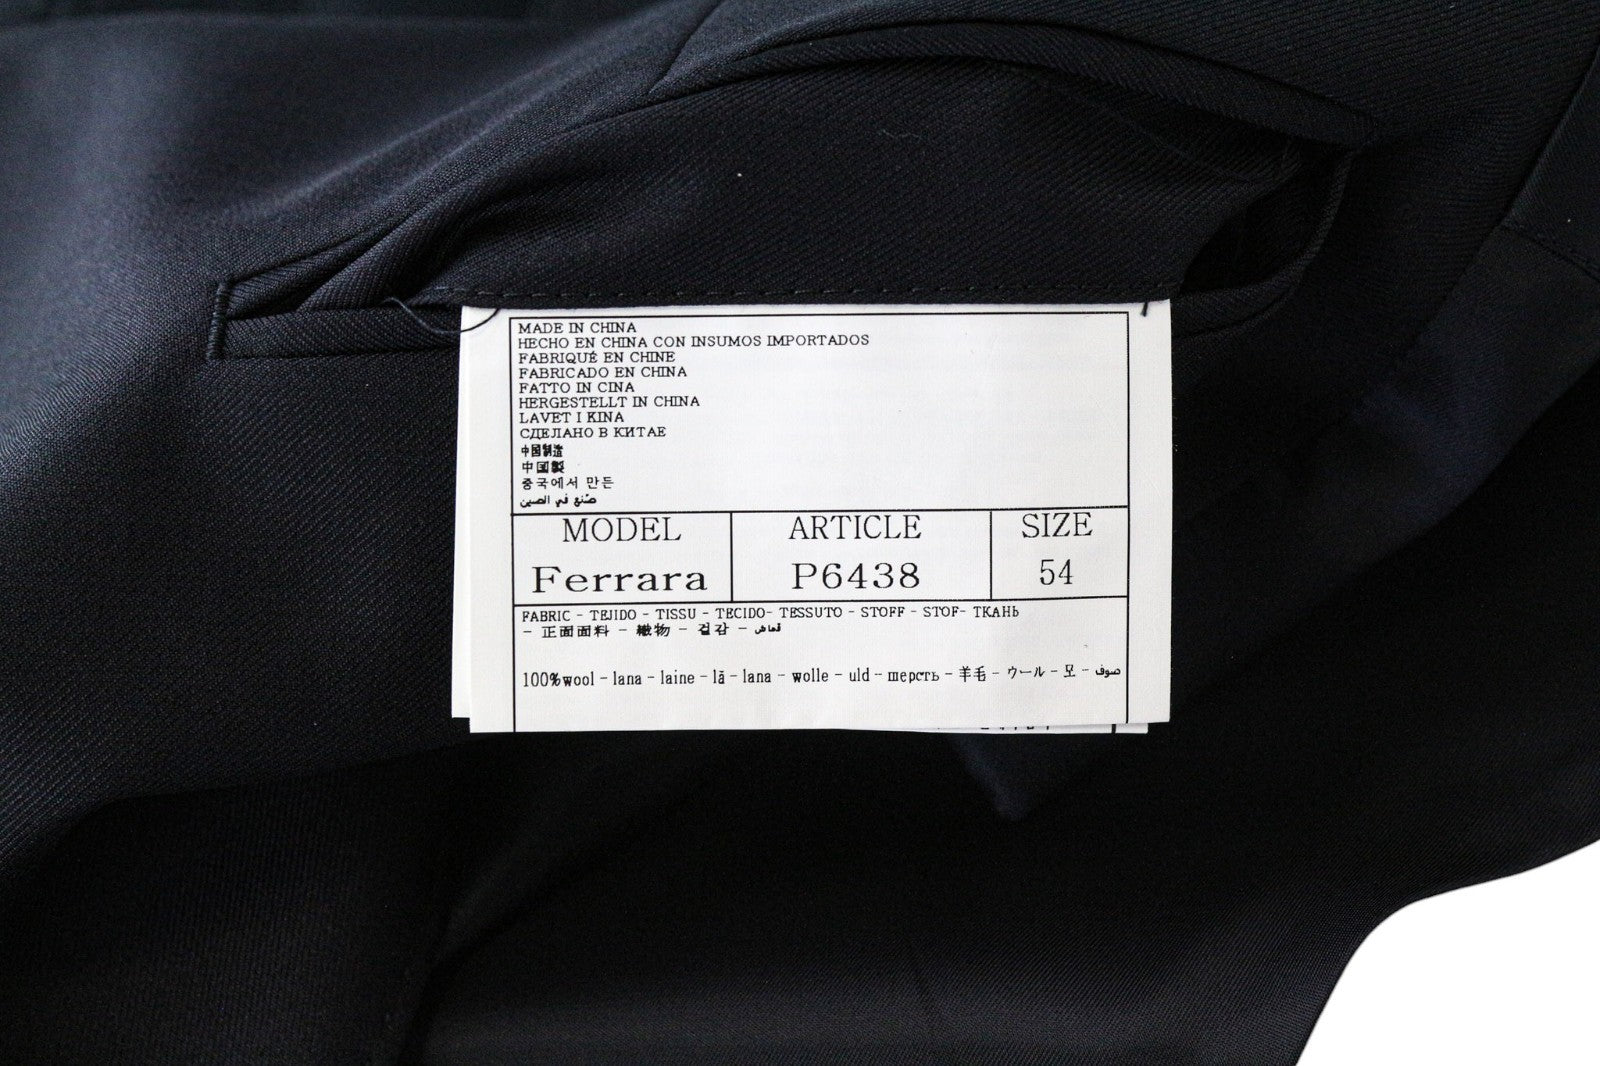 MADE IN CHINA
HECHO EN CHINA CON INSUMOS IMPORTADOS
FABRIQUÉ EN CHINE
FABRICADO EN CHINA
FATTO IN CINA
HERGESTELLT IN CHINA
LAVET I KINA
СДЕЛАНО В КИТАЕ
中国制造
中国製
중국에서 만든
صُنع في الصين
MODEL ARTICLE SIZE
Ferrara P6438 54
FABRIC - TEJIDO - TISSU - TECIDO- TESSUTO - STOFF - STOF- ТКАНЬ
- 正面面料 - 織物 - 겉감 - قماش
100%wool - lana - laine - lã - lana - wolle - uld - шерсть - 羊毛 - ウール - 모 - صوف